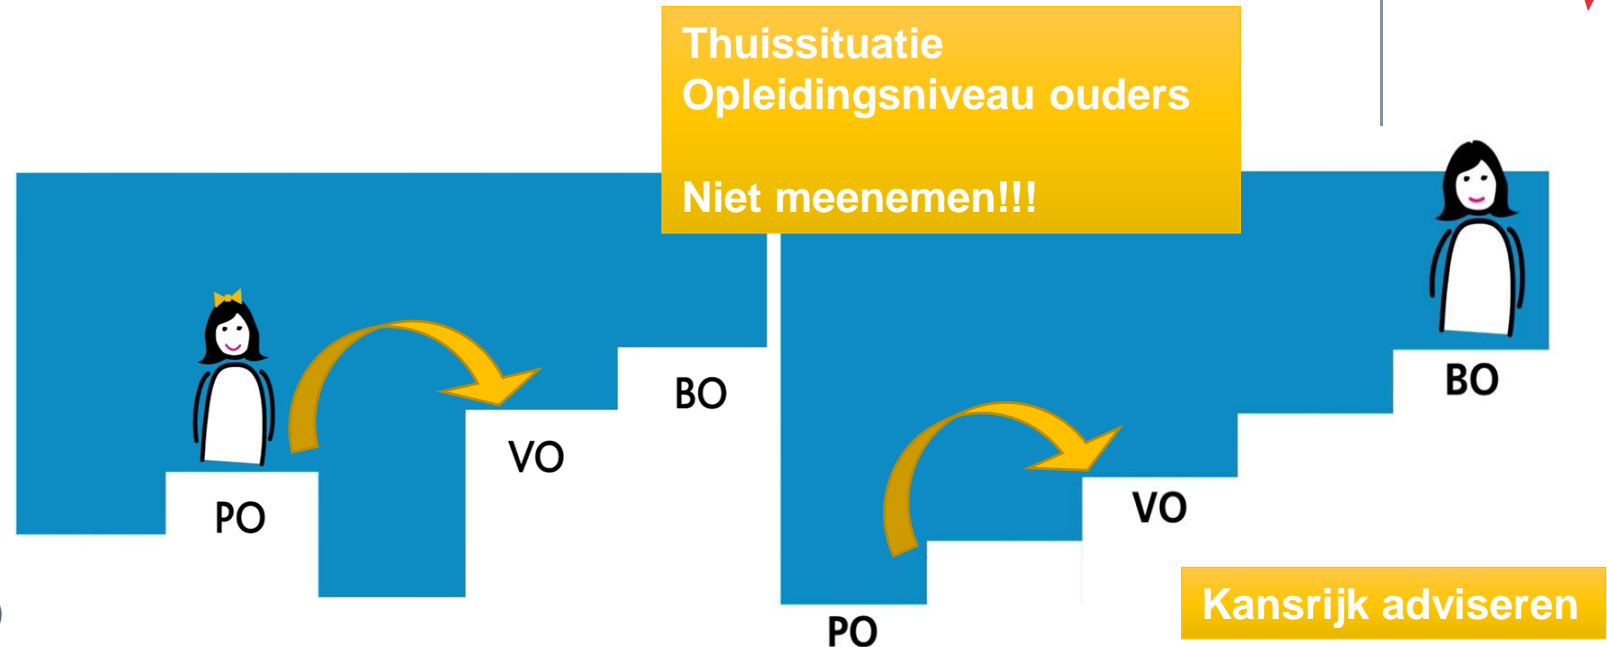 Thuissituatie
Opleidingsniveau ouders
Niet meenemen!!!
PO
VO
BO
PO
VO
BO
Kansrijk adviseren